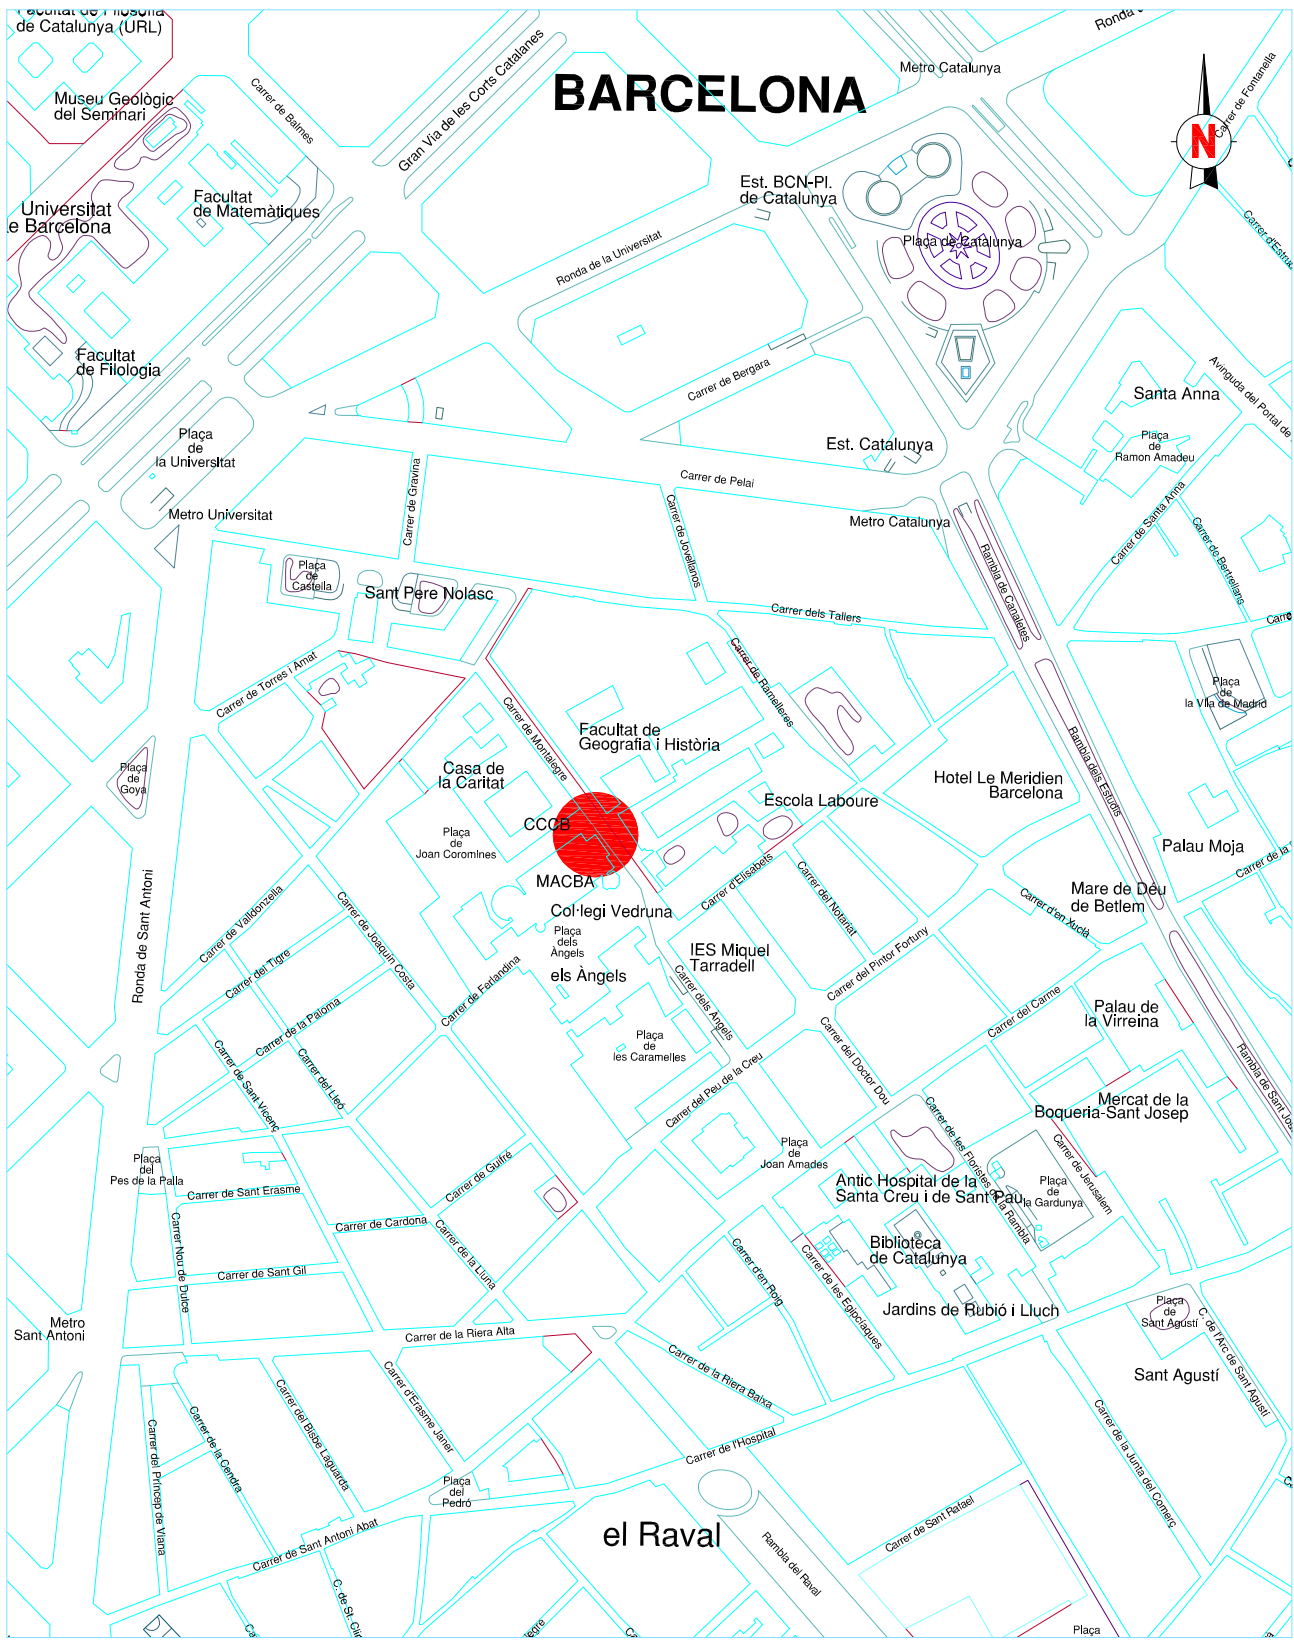 de Catalunya (URL)
BARCELONA
Metro Catalunya
Ronda
Carrer de Fontanella
N
Museu Geològic
del Seminari
Carrer de Balmes
Gran Via de les Corts Catalanes
Universitat
e Barcelona
Facultat
de Matemàtiques
Est. BCN-Pl.
de Catalunya
Plaça de Catalunya
Ronda de la Universitat
Facultat
de Filologia
Carrer de Bergara
Avinguda del Portal de
Santa Anna
Plaça
de
Ramon Amadeu
Plaça
de
la Universitat
Est. Catalunya
Carrer de Pelai
Carrer de Gravina
Metro Universitat
Metro Catalunya
Carrer de Jovellanos
Carrer de Santa Anna
Carrer de Bertrellans
Rambla de Canaletes
Plaça
de
Castella
Sant Pere Nolasc
Carrer dels Tallers
Carrer de Torres i Amat
Carrer de Ramelleres
Plaça
de
la Vila de Madrid
Carrer de Montalegre
Facultat de
Geografia i Història
Rambla dels Estudis
Plaça
de
Goya
Casa de
la Caritat
Hotel Le Meridien
Barcelona
Escola Laboure
CCCB
Plaça
de
Joan Coromines
Palau Moja
Carrer de la
MACBA
Carrer d'Elisabets
Carrer del Notariat
Mare de Déu
de Betlem
Carrer d'en Xuclà
Col·legi Vedruna
Plaça
dels
Àngels
els Àngels
Ronda de Sant Antoni
Carrer de Valldonzella
Carrer del Tigre
Carrer de Joaquín Costa
Carrer de Ferlandina
IES Miquel
Tarradell
Carrer del Pintor Fortuny
Carrer dels Àngels
Carrer de la Paloma
Carrer del Carme
Palau de
la Virreina
Plaça
de
les Caramelles
Carrer del Doctor Dou
Carrer de Sant Vicenç
Carrer del Lleó
Carrer del Peu de la Creu
Rambla de Sant Jos
Mercat de la
Boqueria-Sant Josep
Carrer de les Floristes de la Rambla
Carrer de Jerusalem
Plaça
de
Joan Amades
Plaça
del
Pes de la Palla
Carrer de Guifré
Antic Hospital de la
Santa Creu i de Sant Pau
Plaça
de
la Gardunya
Carrer de Sant Erasme
Carrer de Cardona
Carrer Nou de Dulce
Carrer de la Lluna
Carrer de Sant Gil
Carrer d'en Roig
Carrer de les Egipcíaques
Biblioteca
de Catalunya
Jardins de Rubió i Lluch
Plaça
de
Sant Agustí
C. de l'Arc de Sant Agustí
Metro
Sant Antoni
Carrer de la Riera Alta
Carrer de la Riera Baixa
Sant Agustí
Carrer d'Erasme Janer
Carrer del Bisbe Laguarda
Carrer de la Cendra
Carrer del Príncep de Viana
Carrer de l'Hospital
Carrer de la Junta del Comerç
Plaça
del
Pedró
Carrer de Sant Rafael
Carrer de Sant Antoni Abat
el Raval
Rambla del Raval
Plaça